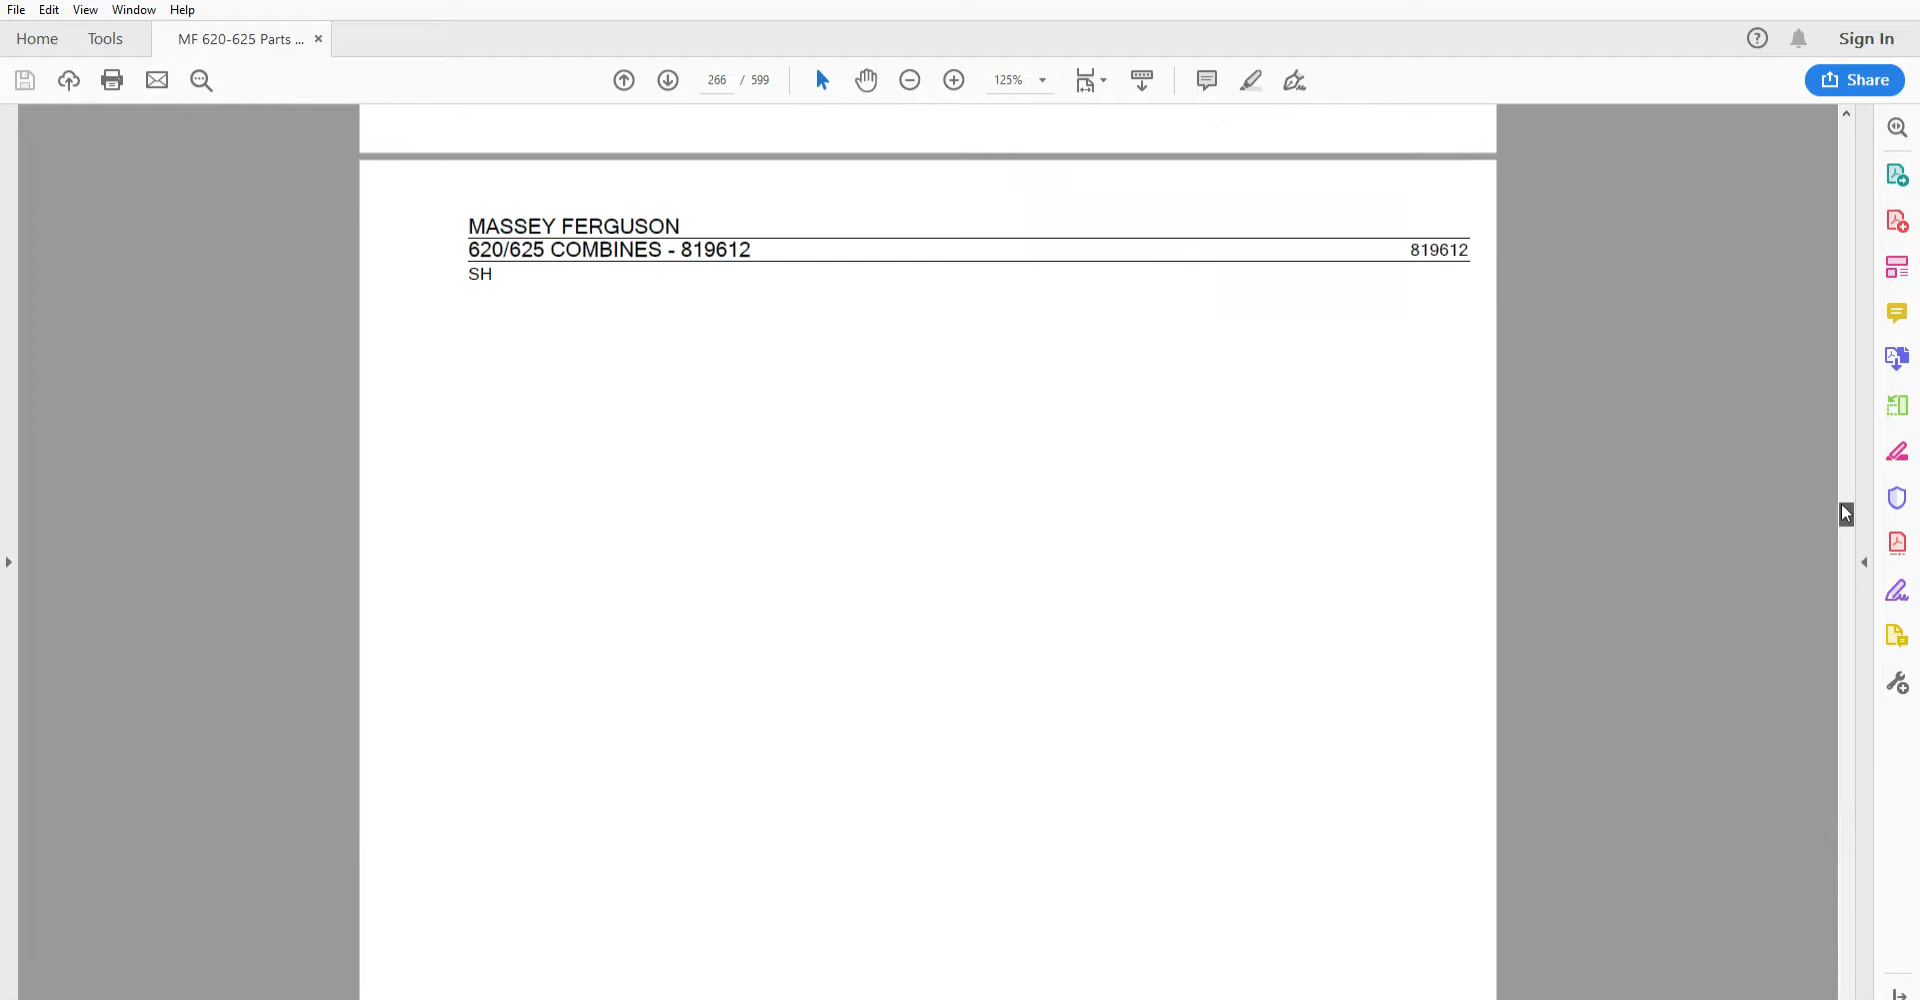 File Edit View Window Help
Home Tools MF 620-625 Parts ... Sign In
266 / 599 125% Share
MASSEY FERGUSON
620/625 COMBINES - 819612 819612
SH